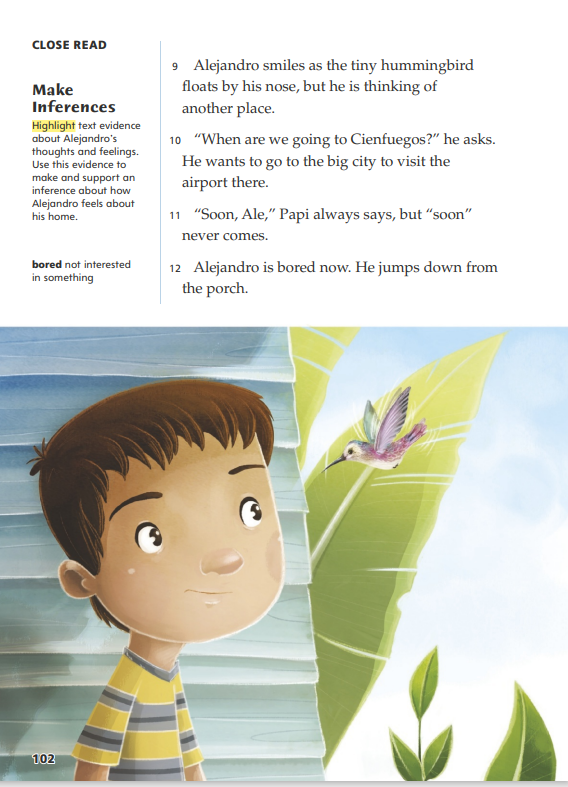 CLOSE READ
Make
Inferences
Highlight text evidence
about Alejandro's
thoughts and feelings.
Use this evidence to
make and support an
inference about how
Alejandro feels about
his home.
bored not interested
in something
9 Alejandro smiles as the tiny hummingbird
floats by his nose, but he is thinking of
another place.
10 “When are we going to Cienfuegos?” he asks.
He wants to go to the big city to visit the
airport there.
11 “Soon, Ale,” Papi always says, but “soon”
never comes.
12 Alejandro is bored now. He jumps down from
the porch.
102